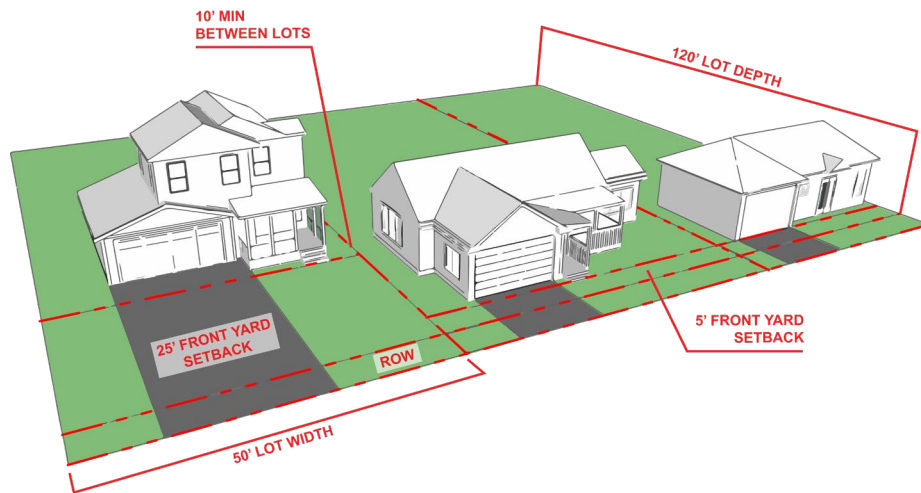 10’ MIN
BETWEEN LOTS
120’ LOT DEPTH
25’ FRONT YARD
SETBACK
ROW
5’ FRONT YARD
SETBACK
50’ LOT WIDTH